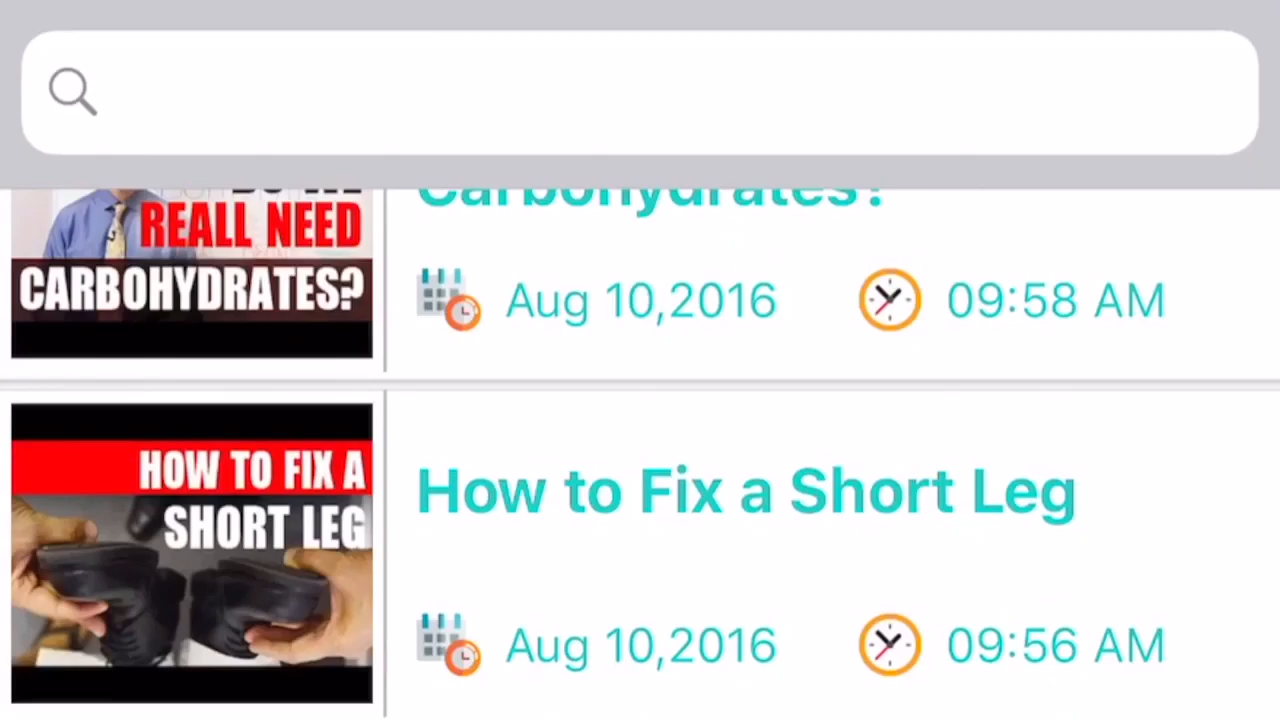 REALL NEED
CARBOHYDRATES?
Carbohydrates?
Aug 10,2016
09:58 AM
HOW TO FIX A
SHORT LEG
How to Fix a Short Leg
Aug 10,2016
09:56 AM